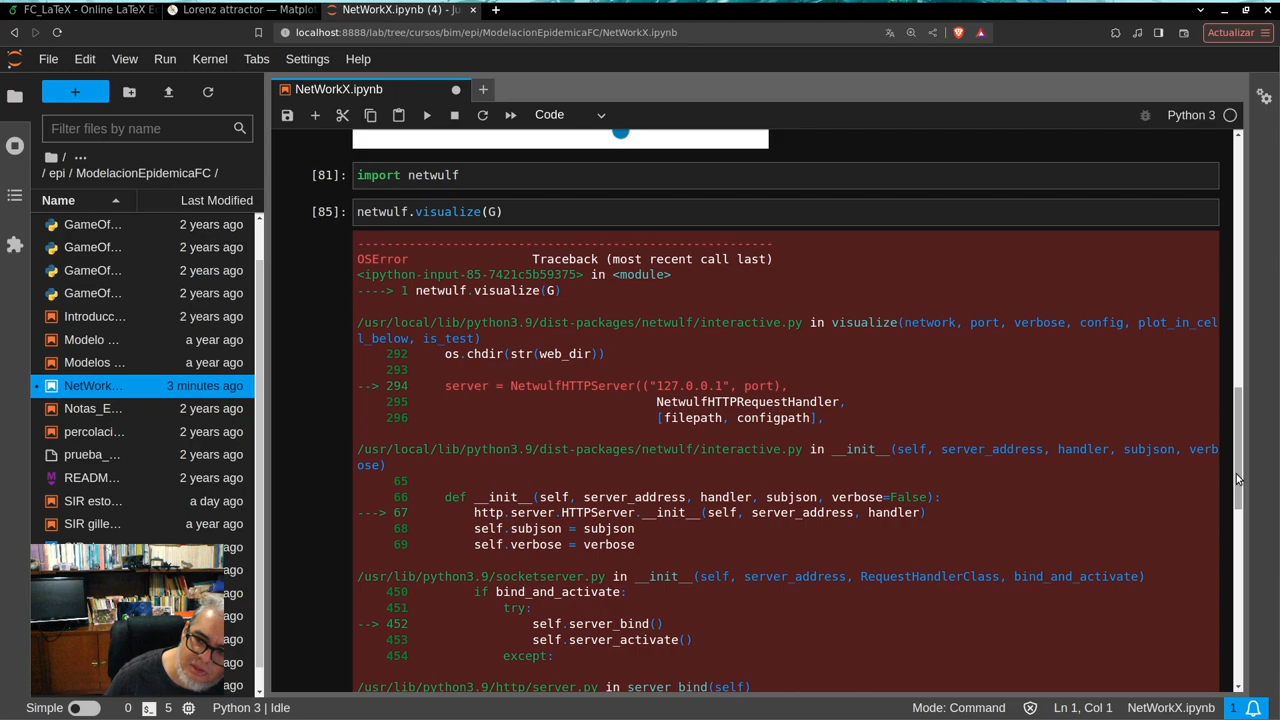 FC_LaTeX - Online LaTeX E
Lorenz attractor — Matplot
NetWorkX.ipynb (4) - Ju
localhost:8888/lab/tree/cursos/bim/epi/ModelacionEpidemicaFC/NetWorkX.ipynb
Actualizar
File Edit View Run Kernel Tabs Settings Help
NetWorkX.ipynb
Code
Python 3
Filter files by name
/ ...
/ epi / ModelacionEpidemicaFC /
Name Last Modified
GameOf... 2 years ago
GameOf... 2 years ago
GameOf... 2 years ago
GameOf... 2 years ago
Introducc... 2 years ago
Modelo ... a year ago
Modelos ... a year ago
NetWork... 3 minutes ago
Notas_E... 2 years ago
percolaci... 2 years ago
prueba_... 2 years ago
READM... 2 years ago
SIR esto... a day ago
SIR gille... a year ago
ago
ago
ago
ago
ago
ago
ago
[81]: import netwulf
[85]: netwulf.visualize(G)
---------------------------------------------------------
OSError Traceback (most recent call last)
<ipython-input-85-7421c5b59375> in <module>
----> 1 netwulf.visualize(G)
/usr/local/lib/python3.9/dist-packages/netwulf/interactive.py in visualize(network, port, verbose, config, plot_in_cel
l_below, is_test)
292 os.chdir(str(web_dir))
293
--> 294 server = NetwulfHTTPServer(("127.0.0.1", port),
295 NetwulfHTTPRequestHandler,
296 [filepath, configpath],
/usr/local/lib/python3.9/dist-packages/netwulf/interactive.py in __init__(self, server_address, handler, subjson, verb
ose)
65
66 def __init__(self, server_address, handler, subjson, verbose=False):
---> 67 http.server.HTTPServer.__init__(self, server_address, handler)
68 self.subjson = subjson
69 self.verbose = verbose
/usr/lib/python3.9/socketserver.py in __init__(self, server_address, RequestHandlerClass, bind_and_activate)
450 if bind_and_activate:
451 try:
--> 452 self.server_bind()
453 self.server_activate()
454 except:
/usr/lib/python3.9/http/server.py in server_bind(self)
Simple 0 $_ 5 Python 3 | Idle
Mode: Command Ln 1, Col 1 NetWorkX.ipynb 1